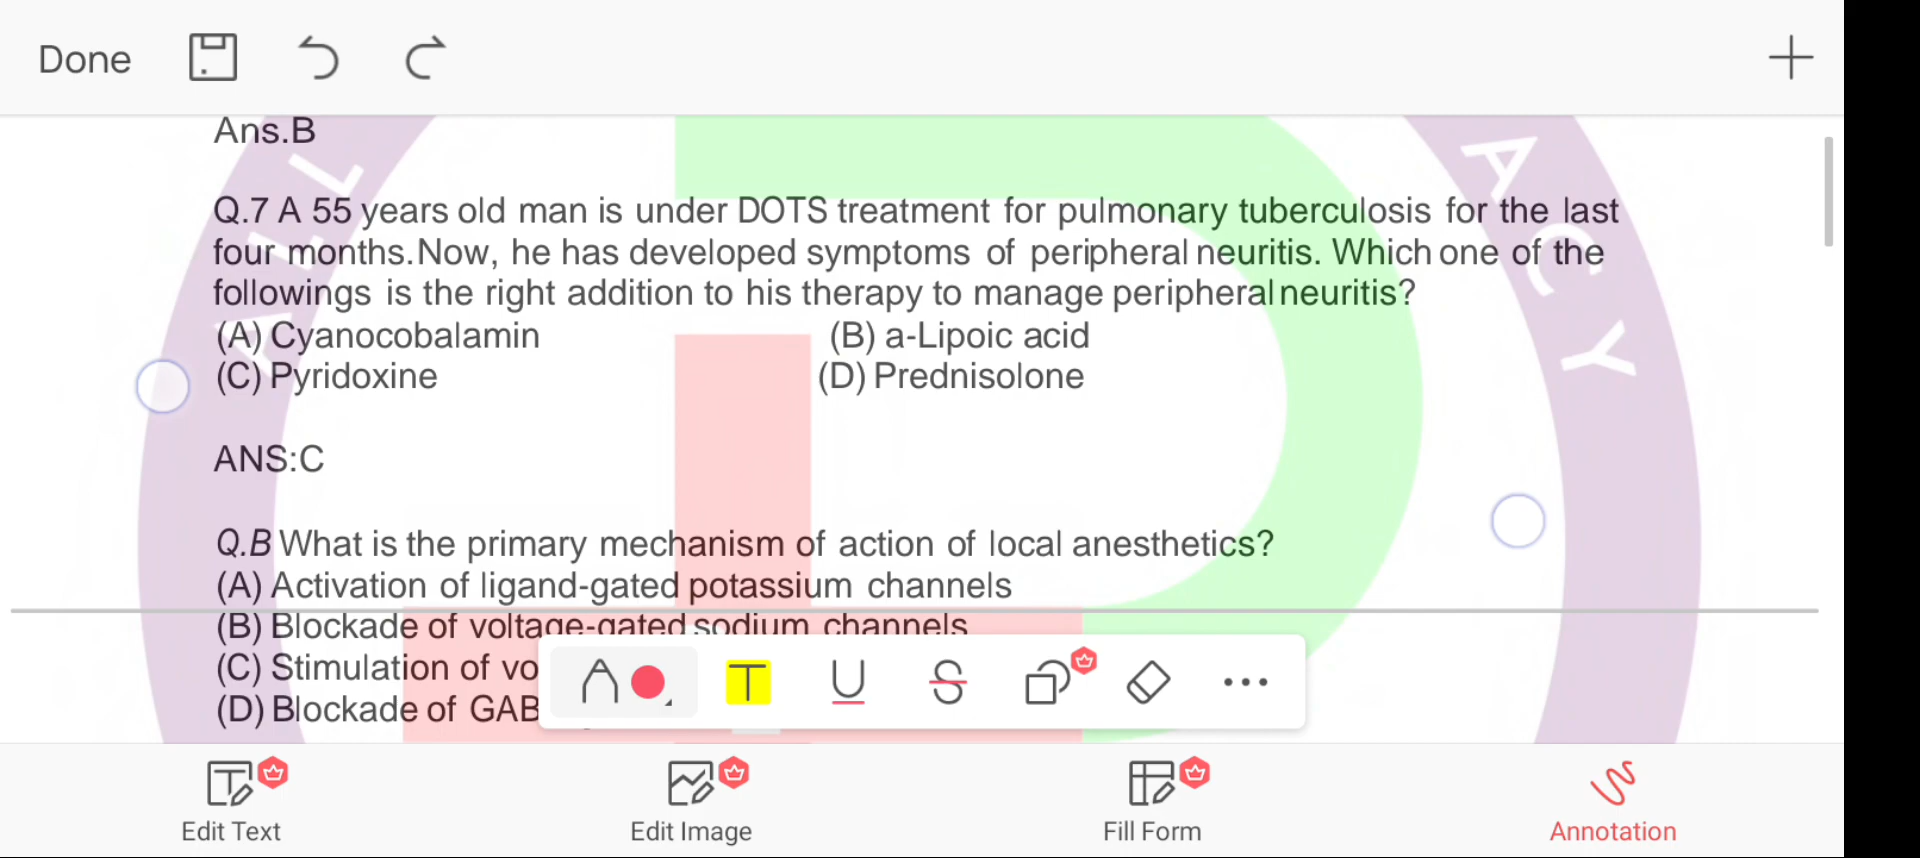 Done
Ans.B
Q.7 A 55 years old man is under DOTS treatment for pulmonary tuberculosis for the last
four months.Now, he has developed symptoms of peripheral neuritis. Which one of the
followings is the right addition to his therapy to manage peripheral neuritis?
(A) Cyanocobalamin (B) a-Lipoic acid
(C) Pyridoxine (D) Prednisolone
ANS:C
Q.B What is the primary mechanism of action of local anesthetics?
(A) Activation of ligand-gated potassium channels
(B) Blockade of voltage-gated sodium channels
(C) Stimulation of vo
(D) Blockade of GAB
Edit Text Edit Image Fill Form Annotation
ALL
ACY